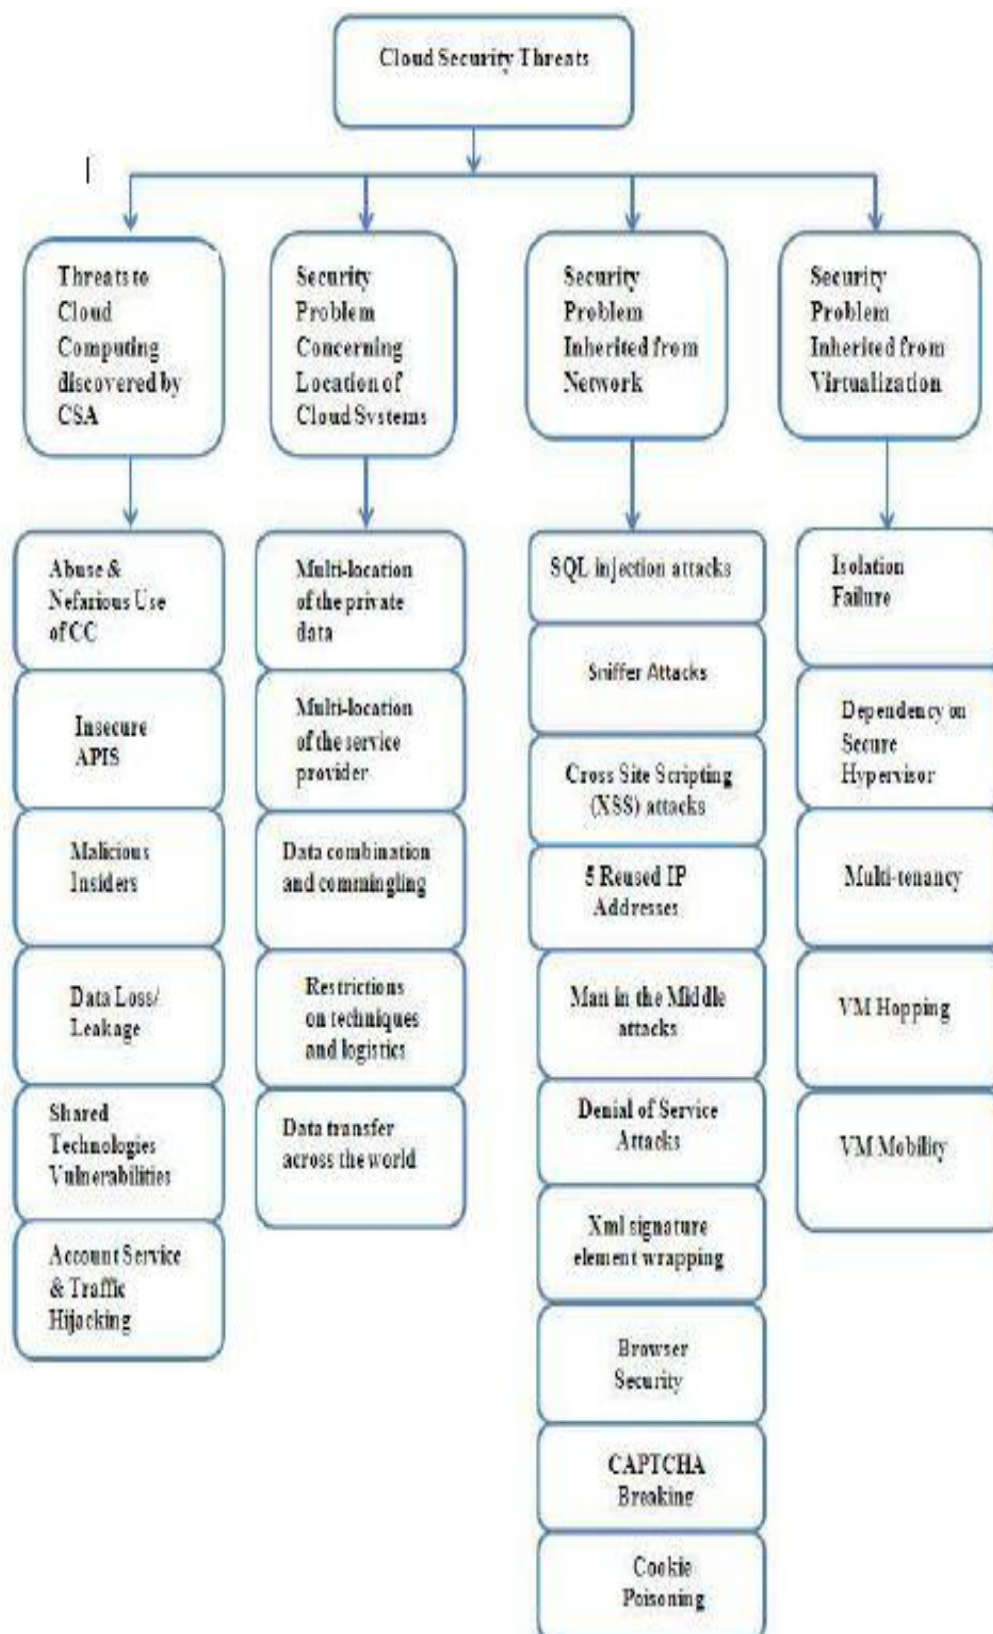 Cloud Security Threats
Threats to
Cloud
Computing
discovered by
CSA
Security
Problem
Concerning
Location of
Cloud Systems
Security
Problem
Inherited from
Network
Security
Problem
Inherited from
Virtualization
Abuse &
Nefarious Use
of CC
Insecure
APIS
Malicious
Insiders
Data Loss/
Leakage
Shared
Technologies
Vulnerabilities
Account Service
& Traffic
Hijacking
Multi-location
of the private
data
Multi-location
of the service
provider
Data combination
and commingling
Restrictions
on techniques
and logistics
Data transfer
across the world
SQL injection attacks
Sniffer Attacks
Cross Site Scripting
(XSS) attacks
5 Reused IP
Addresses
Man in the Middle
attacks
Denial of Service
Attacks
Xml signature
element wrapping
Browser
Security
CAPTCHA
Breaking
Cookie
Poisoning
Isolation
Failure
Dependency on
Secure
Hypervisor
Multi-tenancy
VM Hopping
VM Mobility